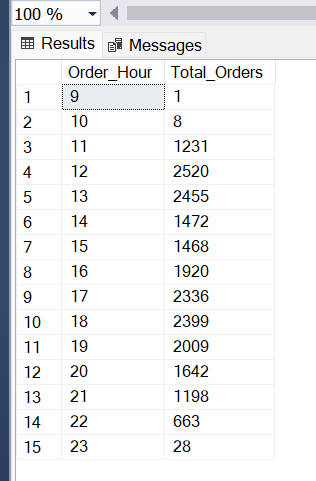 100 %
Results Messages
Order_Hour Total_Orders
1 9 1
2 10 8
3 11 1231
4 12 2520
5 13 2455
6 14 1472
7 15 1468
8 16 1920
9 17 2336
10 18 2399
11 19 2009
12 20 1642
13 21 1198
14 22 663
15 23 28